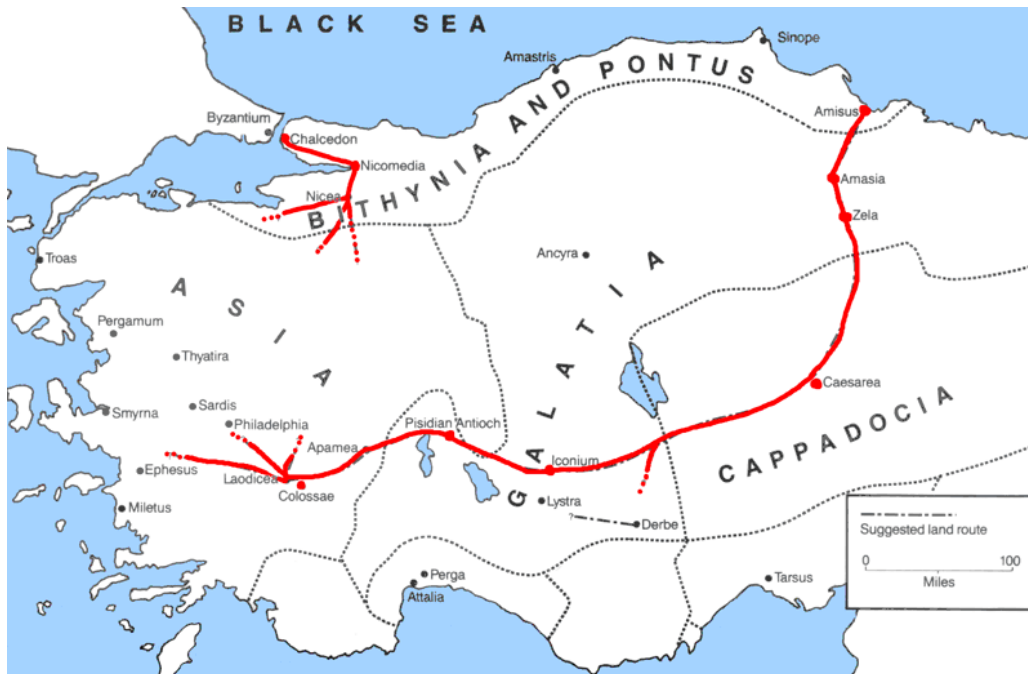 BLACK SEA
Sinope
Amastris
BITHYNIA AND PONTUS
Amisus
Byzantium
Chalcedon
Nicomedia
Amasia
Nicea
Zela
Troas
Ancyra
ASIA
GALATIA
Pergamum
Thyatira
Caesarea
Sardis
Smyrna
Philadelphia
Pisidian Antioch
CAPPADOCIA
Apamea
Iconium
Ephesus
Laodicea
Colossae
Lystra
Miletus
?
Derbe
Suggested land route
0 100
Miles
Perga
Tarsus
Attalia